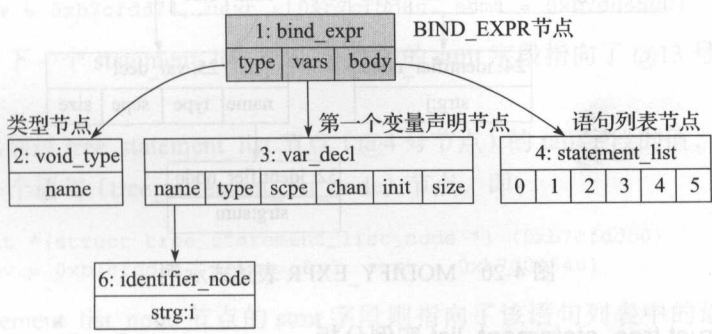 1: bind_expr
BIND_EXPR节点
type vars body
类型节点
第一个变量声明节点
语句列表节点
2: void_type
3: var_decl
4: statement_list
name
name type scpe chan init size
0 1 2 3 4 5
6: identifier_node
strg:i